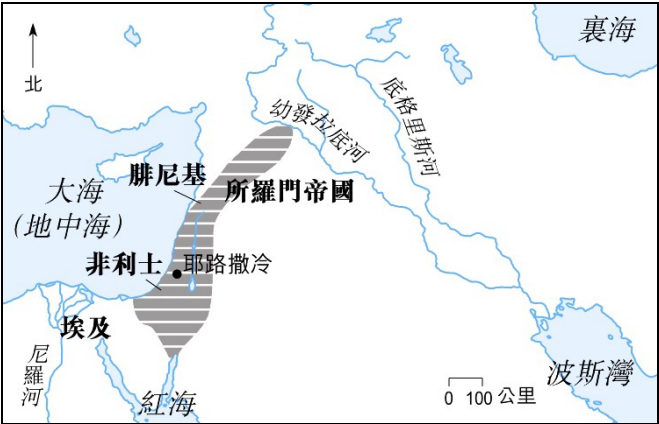 裏海
北
幼發拉底河
底格里斯河
腓尼基
所羅門帝國
大海
(地中海)
非利士
耶路撒冷
埃及
尼羅河
紅海
波斯灣
0 100 公里